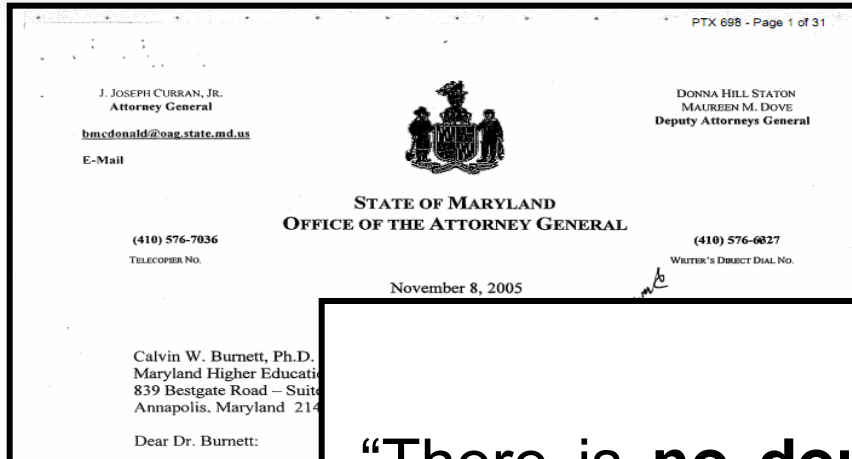 PTX 698 - Page 1 of 31
J. JOSEPH CURRAN, JR.
Attorney General
DONNA HILL STATON
MAUREEN M. DOVE
Deputy Attorneys General
bmcdonald@oag.state.md.us
E-Mail
STATE OF MARYLAND
OFFICE OF THE ATTORNEY GENERAL
(410) 576-7036
TELECOPIER NO.
(410) 576-6327
WRITER'S DIRECT DIAL NO.
November 8, 2005
Calvin W. Burnett, Ph.D.
Maryland Higher
839 Bestgate Road – Suite
Annapolis, Maryland 214
Dear Dr. Burnett:
“There is no